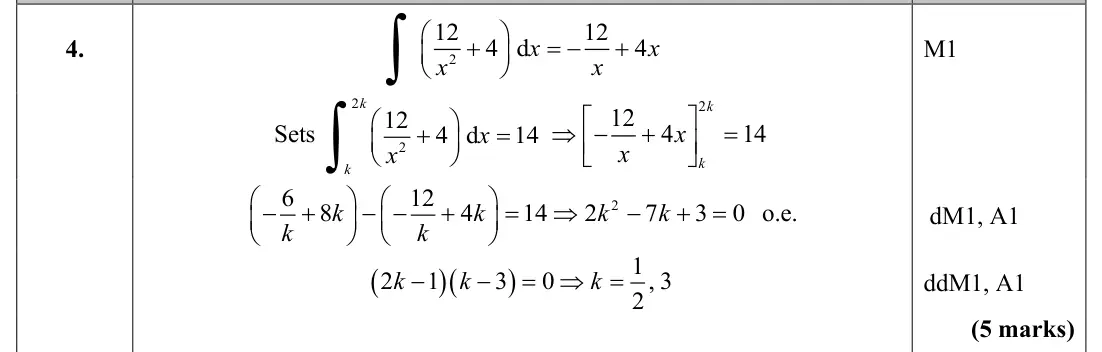 4.
∫ (12/x² + 4) dx = −12/x + 4x
M1
Sets ∫ₖ²ᵏ (12/x² + 4) dx = 14 ⇒ [−12/x + 4x]ₖ²ᵏ = 14
(−6/k + 8k) − (−12/k + 4k) = 14 ⇒ 2k² − 7k + 3 = 0 o.e.
dM1, A1
(2k − 1)(k − 3) = 0 ⇒ k = 1/2, 3
ddM1, A1
(5 marks)